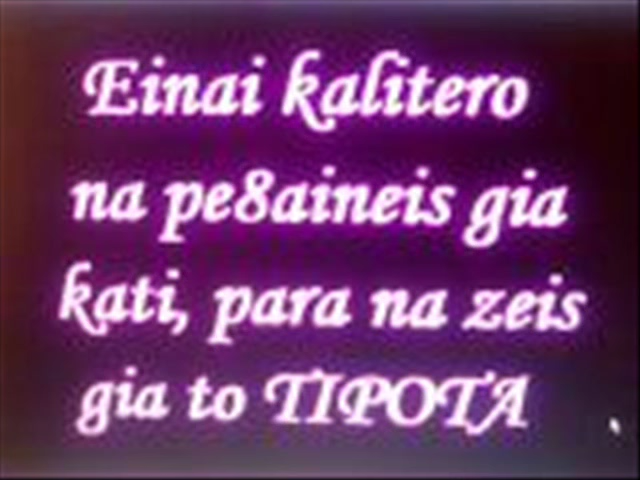 Einai kalitero
na pe8aineis gia
kati, para na zeis
gia to TIPOTA